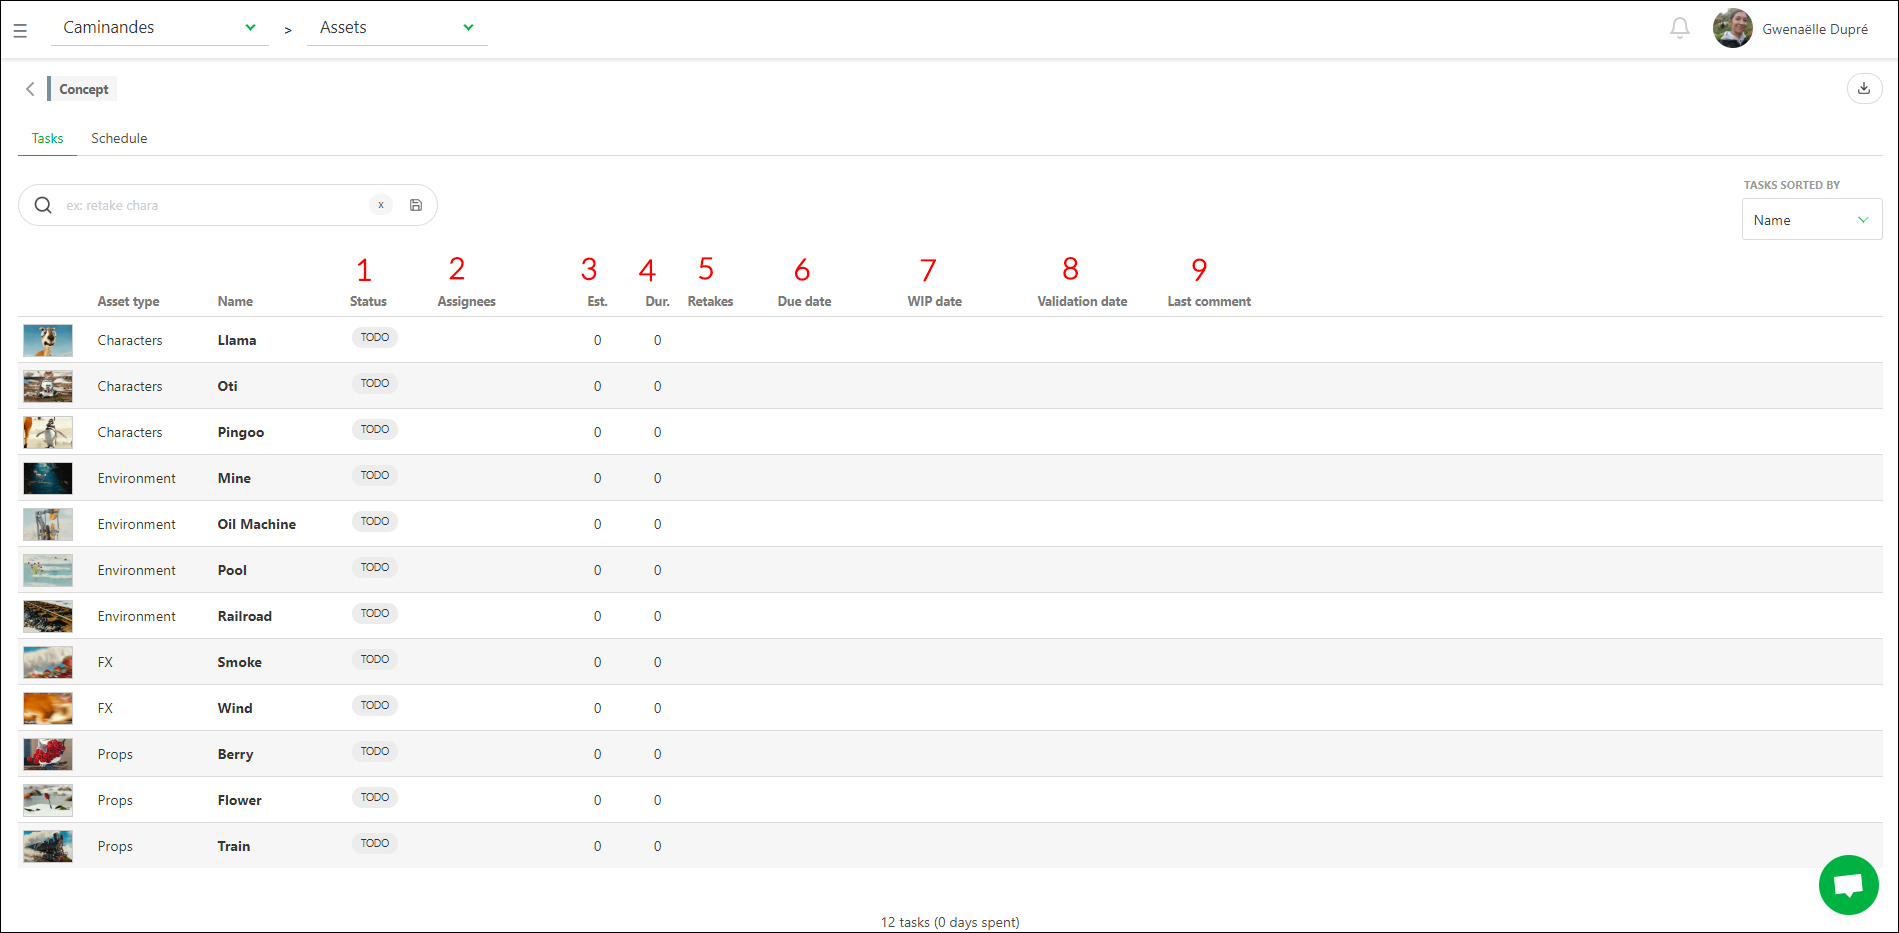 Caminandes > Assets Gwenaëlle Dupré
Concept
Tasks Schedule
TASKS SORTED BY
ex: retake chara x Name
1 2 3 4 5 6 7 8 9
Asset type Name Status Assignees Est. Dur. Retakes Due date WIP date Validation date Last comment
Characters Llama TODO 0 0
Characters Oti TODO 0 0
Characters Pingoo TODO 0 0
Environment Mine TODO 0 0
Environment Oil Machine TODO 0 0
Environment Pool TODO 0 0
Environment Railroad TODO 0 0
FX Smoke TODO 0 0
FX Wind TODO 0 0
Props Berry TODO 0 0
Props Flower TODO 0 0
Props Train TODO 0 0
12 tasks (0 days spent)